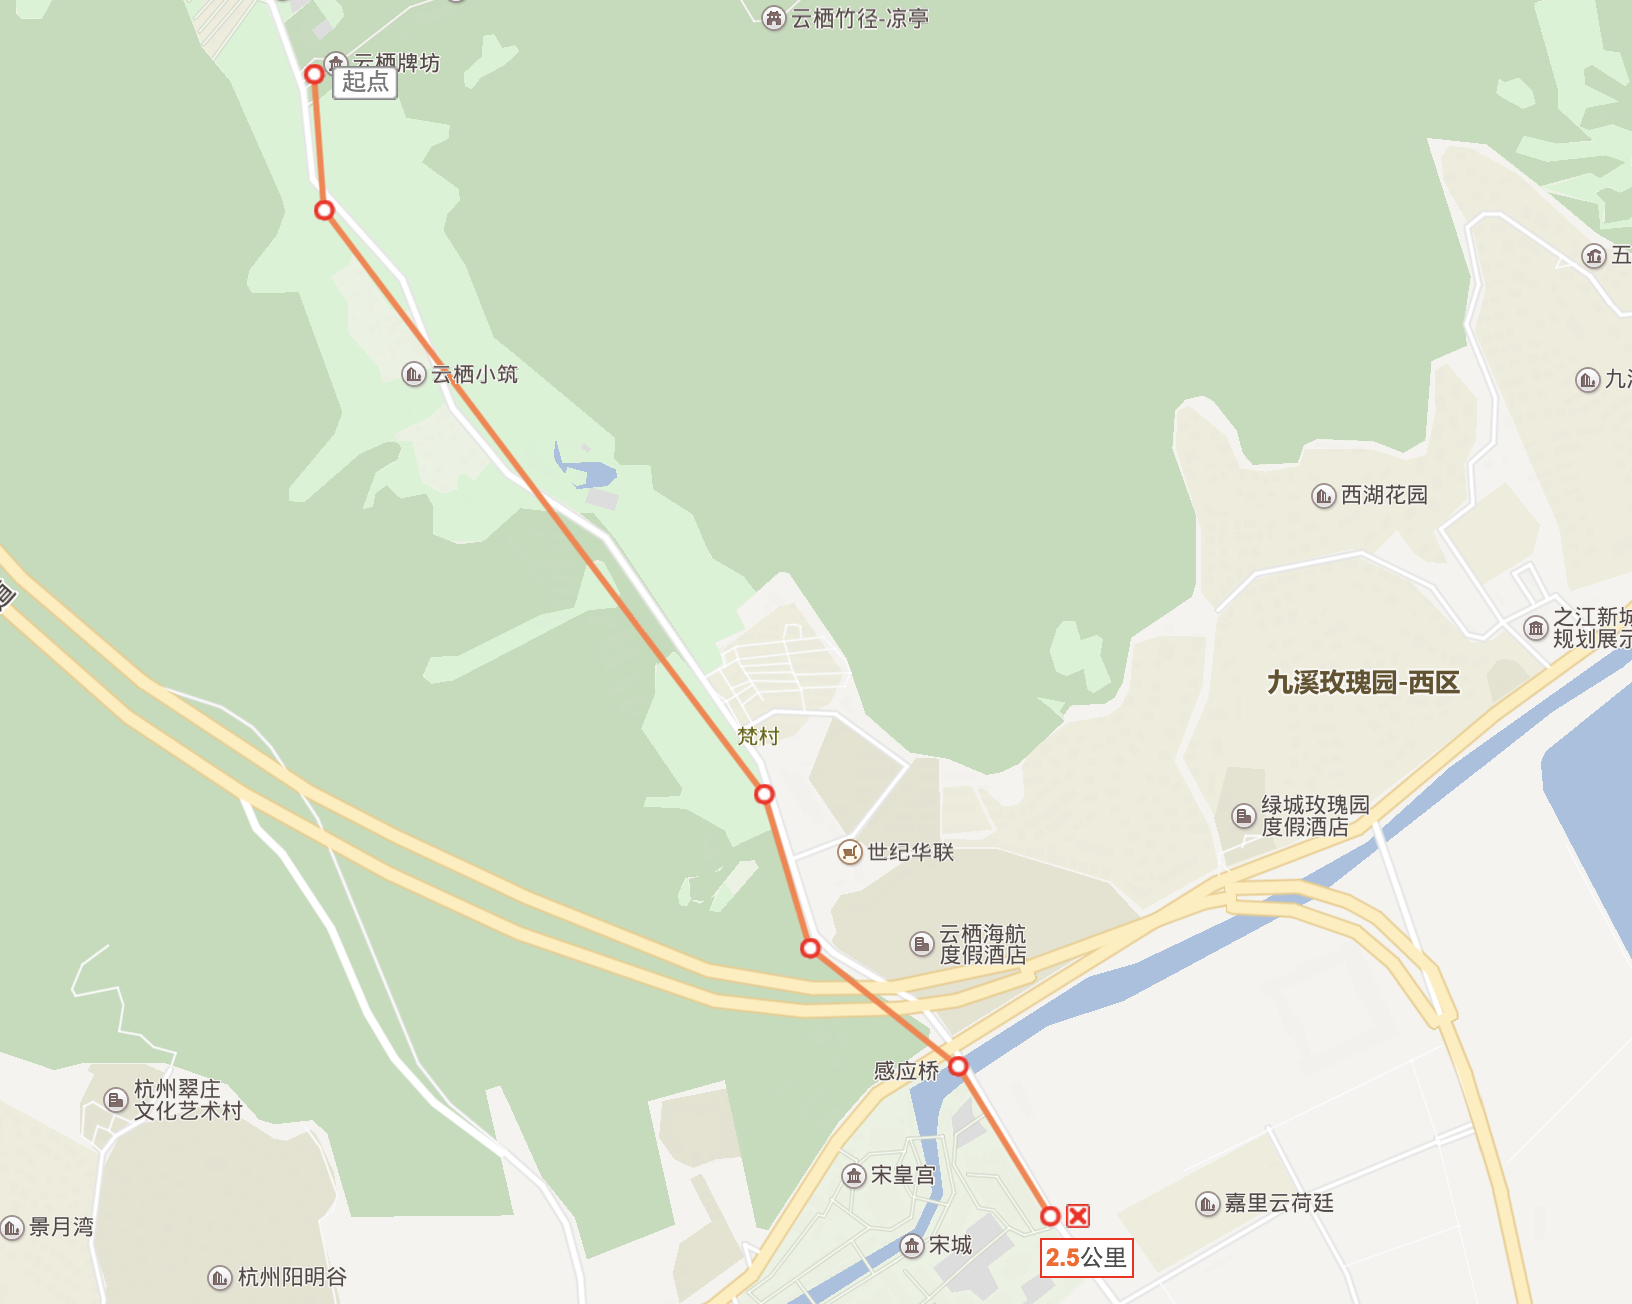 云栖竹径-凉亭
云栖牌坊
起点
五
云栖小筑
九
西湖花园
道
之江新城
规划展示
九溪玫瑰园-西区
梵村
绿城玫瑰园
度假酒店
世纪华联
云栖海航
度假酒店
感应桥
杭州翠庄
文化艺术村
宋皇宫
嘉里云荷廷
景月湾
宋城
2.5公里
杭州阳明谷